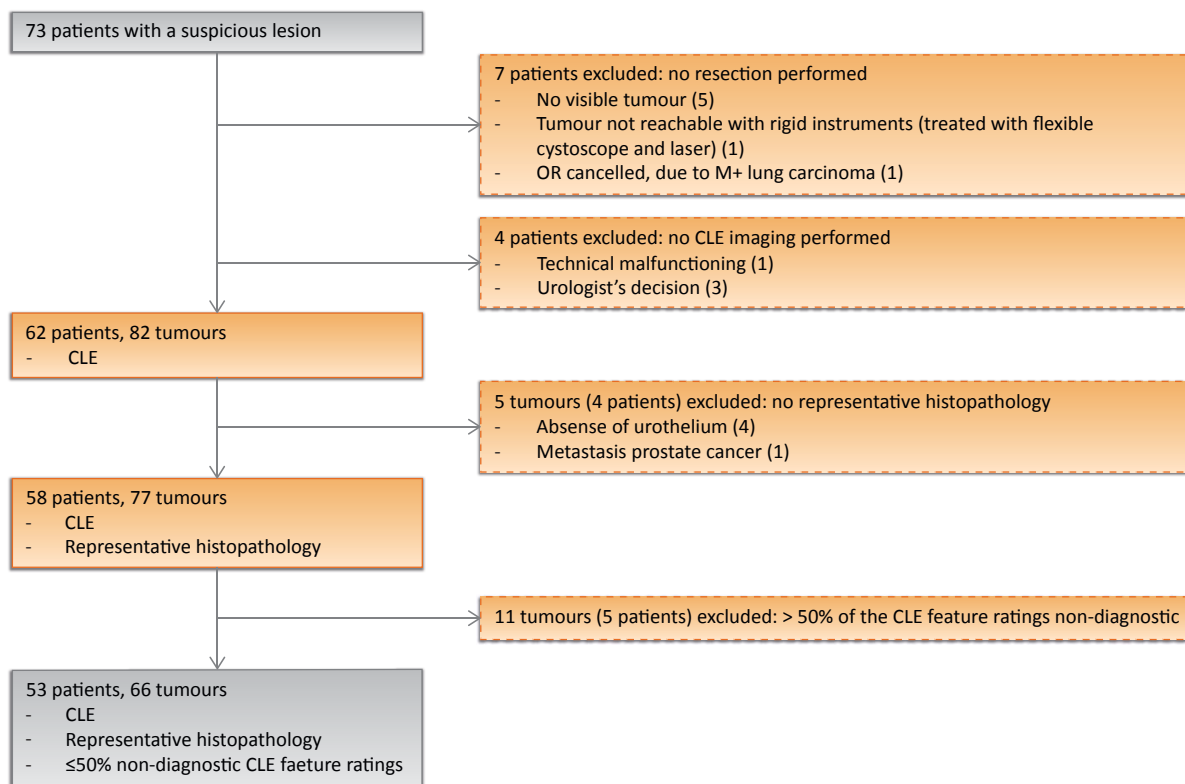 73 patients with a suspicious lesion
7 patients excluded: no resection performed
- No visible tumour (5)
- Tumour not reachable with rigid instruments (treated with flexible
cystoscope and laser) (1)
- OR cancelled, due to M+ lung carcinoma (1)
4 patients excluded: no CLE imaging performed
- Technical malfunctioning (1)
- Urologist’s decision (3)
62 patients, 82 tumours
- CLE
5 tumours (4 patients) excluded: no representative histopathology
- Absense of urothelium (4)
- Metastasis prostate cancer (1)
58 patients, 77 tumours
- CLE
- Representative histopathology
11 tumours (5 patients) excluded: > 50% of the CLE feature ratings non-diagnostic
53 patients, 66 tumours
- CLE
- Representative histopathology
- ≤50% non-diagnostic CLE faeture ratings